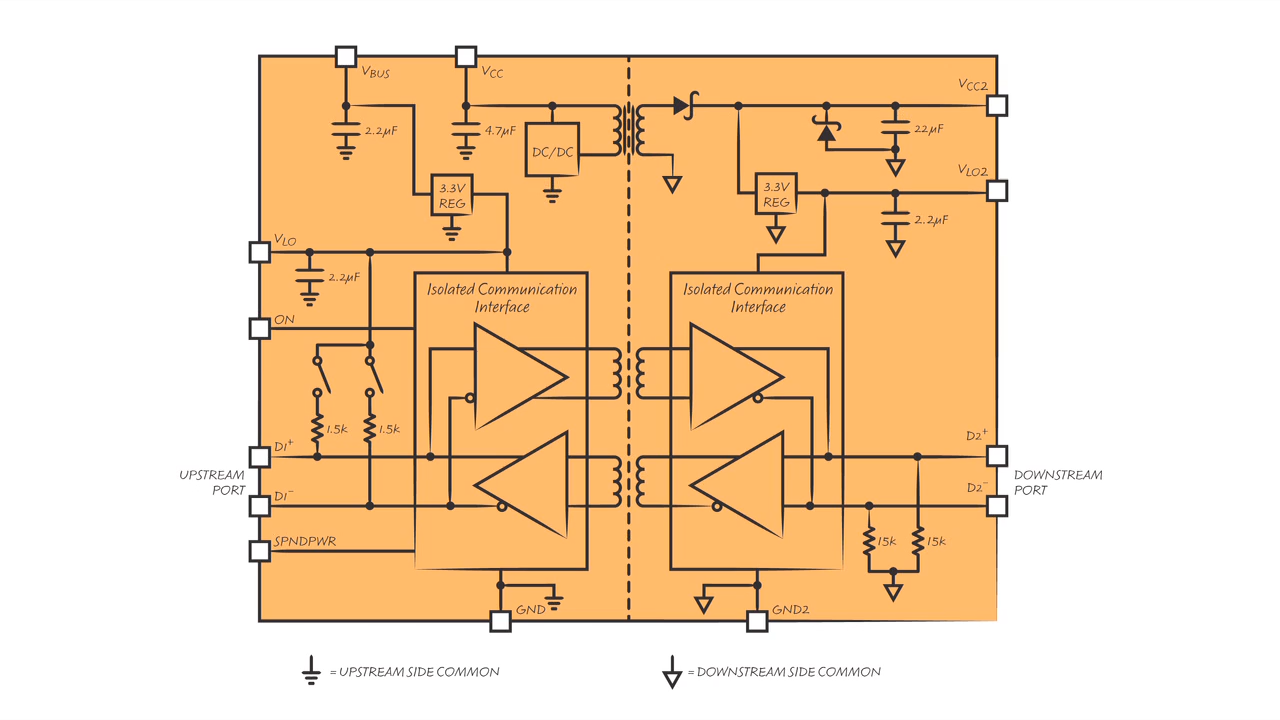 VBUS
VCC
VCC2
2.2µF
4.7µF
22µF
DC/DC
VLO2
3.3V
REG
3.3V
REG
2.2µF
VLO
2.2µF
Isolated Communication
Interface
Isolated Communication
Interface
ON
1.5k
1.5k
D1+
D2+
UPSTREAM
PORT
DOWNSTREAM
PORT
D1−
D2−
SPNDPWR
15k
15k
GND
GND2
= UPSTREAM SIDE COMMON
= DOWNSTREAM SIDE COMMON